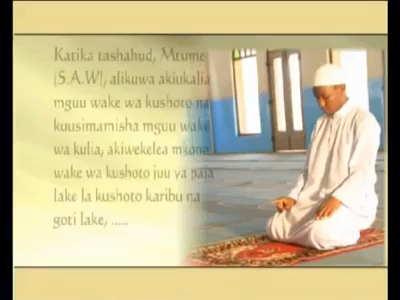 Katika tashahud, Mtume
[S.A.W], alikuwa akiukalia
mguu wake wa kushoto na
kuusimamisha mguu wake
wa kulia, akiwekelea mkono
wake wa kushoto juu ya paja
lake la kushoto karibu na
goti lake, .....